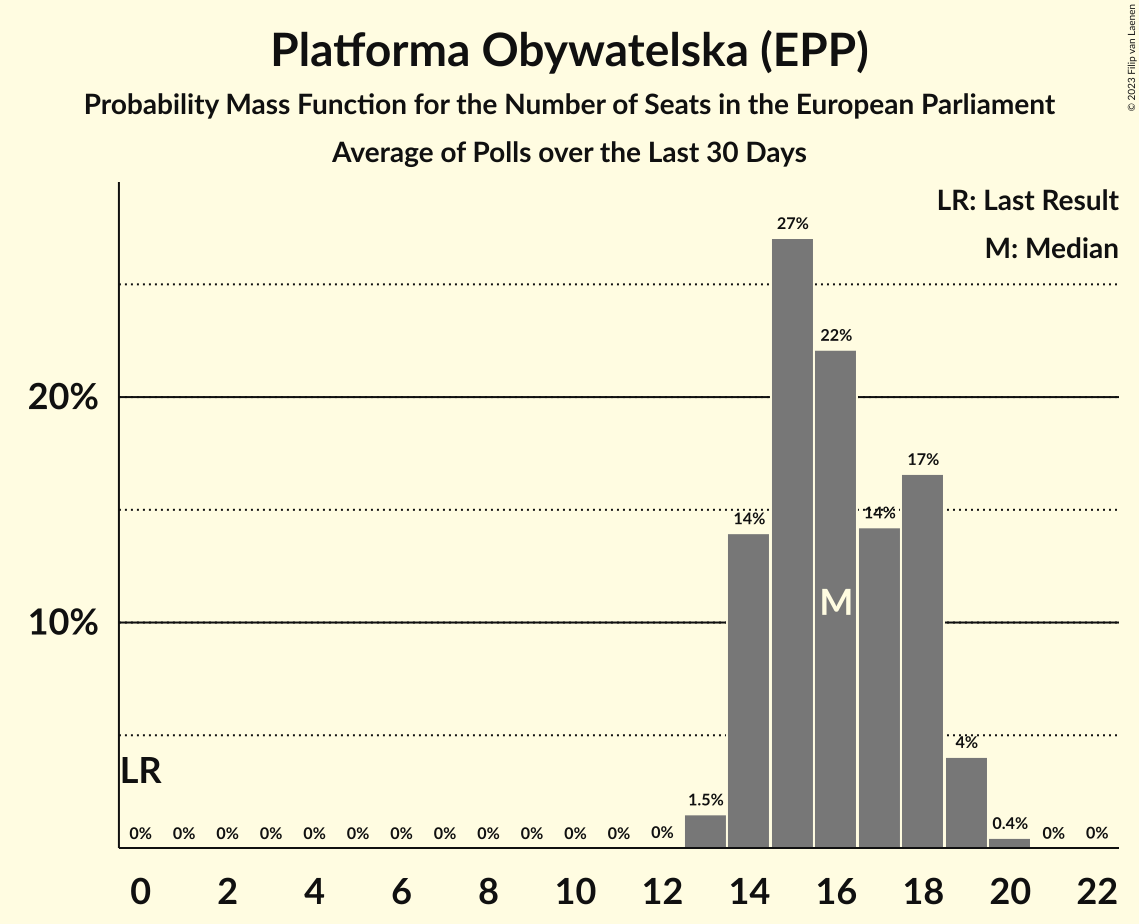 Platforma Obywatelska (EPP)
Probability Mass Function for the Number of Seats in the European Parliament
Average of Polls over the Last 30 Days
© 2023 Filip van Laenen
LR: Last Result
M: Median
27%
22%
20%
17%
14%
14%
M
10%
4%
LR
1.5%
0.4%
0% 0% 0% 0% 0% 0% 0% 0% 0% 0% 0% 0% 0% 0% 0%
0 2 4 6 8 10 12 14 16 18 20 22